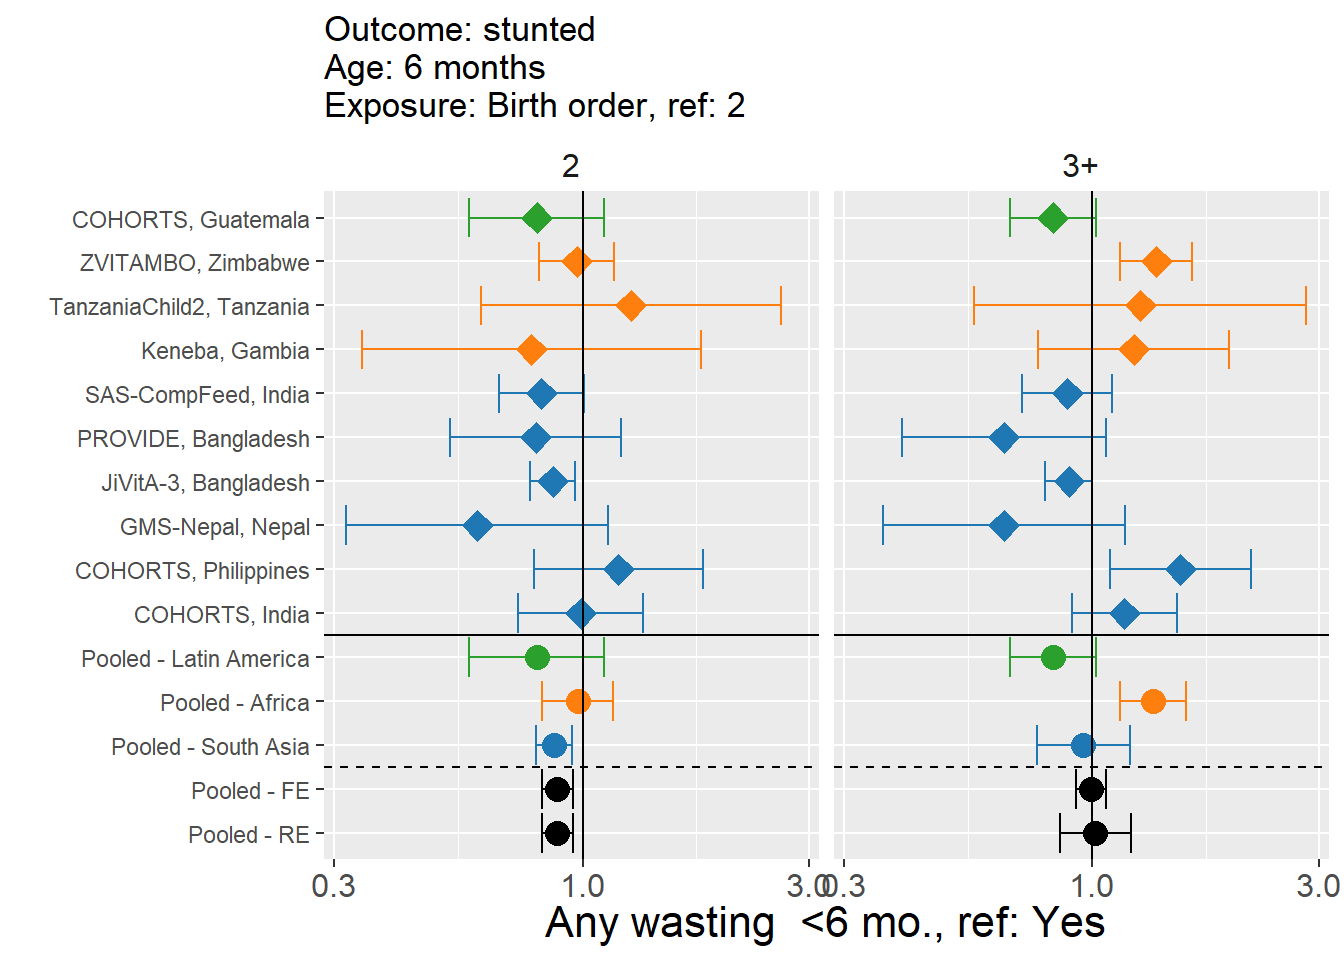 Outcome: stunted
Age: 6 months
Exposure: Birth order, ref: 2
2
3+
COHORTS, Guatemala
ZVITAMBO, Zimbabwe
TanzaniaChild2, Tanzania
Keneba, Gambia
SAS-CompFeed, India
PROVIDE, Bangladesh
JiVitA-3, Bangladesh
GMS-Nepal, Nepal
COHORTS, Philippines
COHORTS, India
Pooled - Latin America
Pooled - Africa
Pooled - South Asia
Pooled - FE
Pooled - RE
0.3 1.0 3.0 0.3 1.0 3.0
Any wasting  <6 mo., ref: Yes